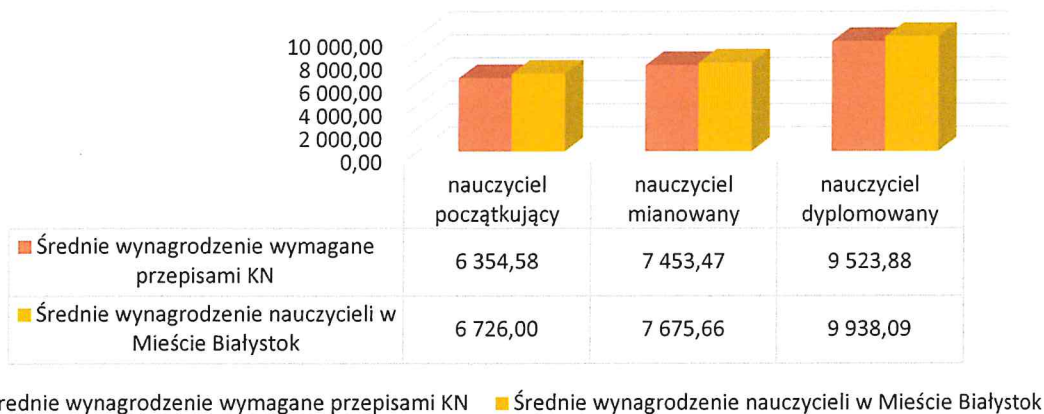 10 000,00
8 000,00
6 000,00
4 000,00
2 000,00
0,00
nauczyciel początkujący
nauczyciel mianowany
nauczyciel dyplomowany
Średnie wynagrodzenie wymagane przepisami KN
6 354,58
7 453,47
9 523,88
Średnie wynagrodzenie nauczycieli w Mieście Białystok
6 726,00
7 675,66
9 938,09
rednie wynagrodzenie wymagane przepisami KN
Średnie wynagrodzenie nauczycieli w Mieście Białystok